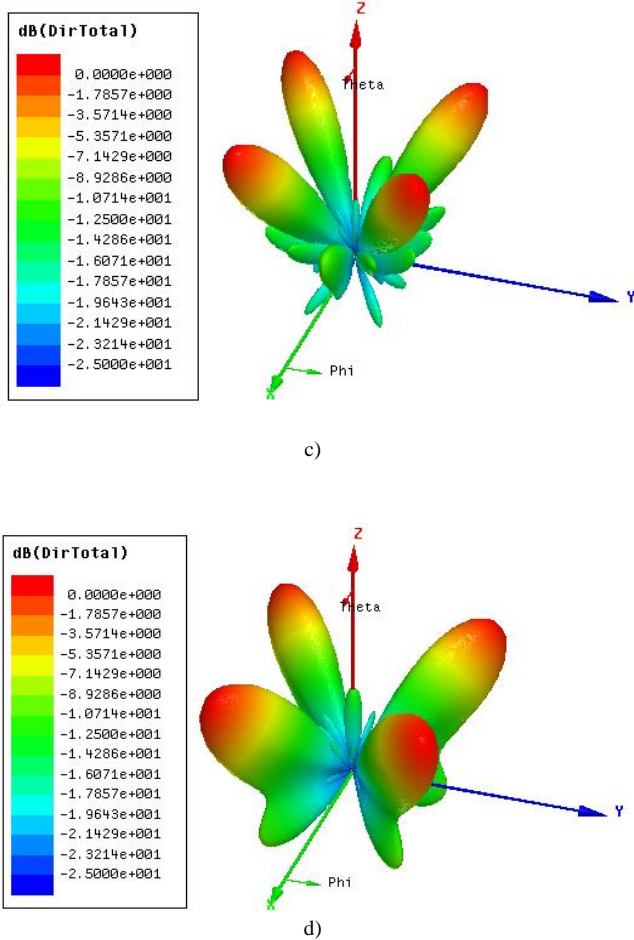 dB(DirTotal)
0.0000e+000
-1.7857e+000
-3.5714e+000
-5.3571e+000
-7.1429e+000
-8.9286e+000
-1.0714e+001
-1.2500e+001
-1.4286e+001
-1.6071e+001
-1.7857e+001
-1.9643e+001
-2.1429e+001
-2.3214e+001
-2.5000e+001
Z
Theta
Y
Phi
X
c)
dB(DirTotal)
0.0000e+000
-1.7857e+000
-3.5714e+000
-5.3571e+000
-7.1429e+000
-8.9286e+000
-1.0714e+001
-1.2500e+001
-1.4286e+001
-1.6071e+001
-1.7857e+001
-1.9643e+001
-2.1429e+001
-2.3214e+001
-2.5000e+001
Z
Theta
Y
Phi
X
d)